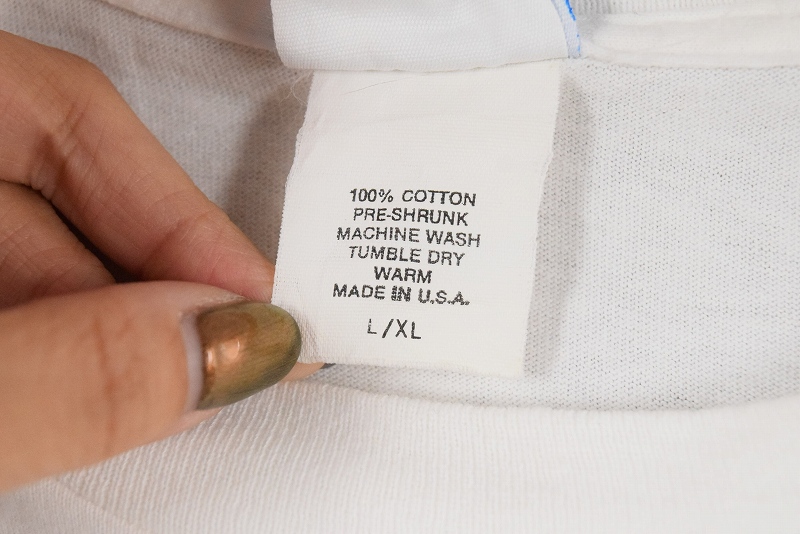 100% COTTON
PRE-SHRUNK
MACHINE WASH
TUMBLE DRY
WARM
MADE IN U.S.A.
L/XL